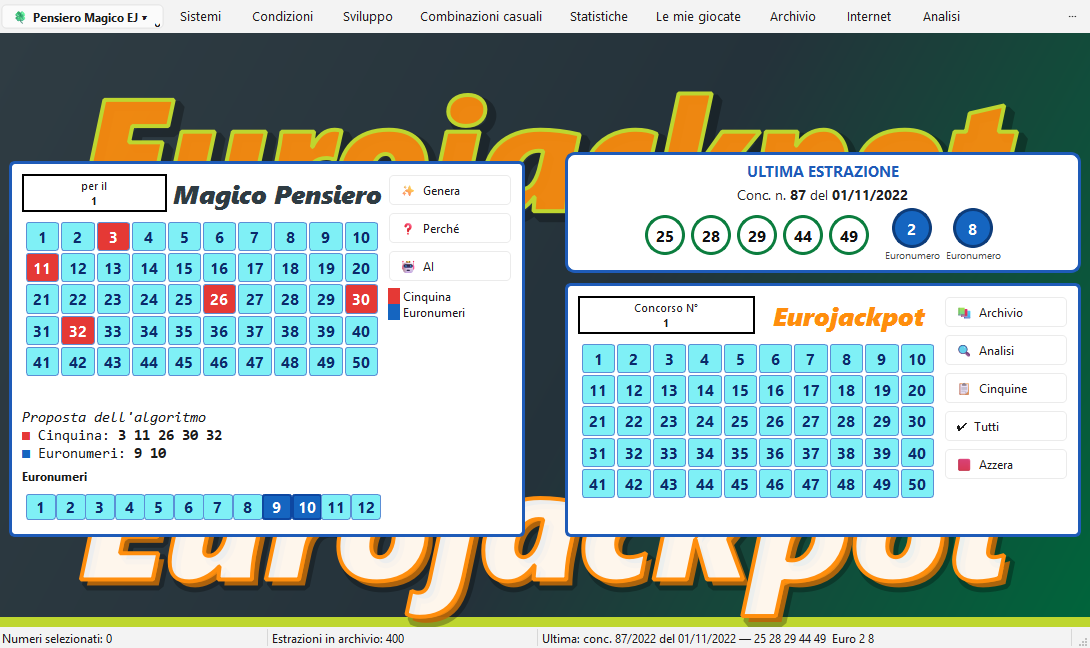 Pensiero Magico EJ
Sistemi
Condizioni
Sviluppo
Combinazioni casuali
Statistiche
Le mie giocate
Archivio
Internet
Analisi
...
Eurojackpot
per il
1
Magico Pensiero
Genera
Perché
AI
Cinquina
Euronumeri
1 2 3 4 5 6 7 8 9 10
11 12 13 14 15 16 17 18 19 20
21 22 23 24 25 26 27 28 29 30
31 32 33 34 35 36 37 38 39 40
41 42 43 44 45 46 47 48 49 50
Proposta dell'algoritmo
Cinquina: 3 11 26 30 32
Euronumeri: 9 10
Euronumeri
1 2 3 4 5 6 7 8 9 10 11 12
ULTIMA ESTRAZIONE
Conc. n. 87 del 01/11/2022
25 28 29 44 49 2 8
Euronumero Euronumero
Concorso N°
1
Eurojackpot
Archivio
Analisi
Cinquine
Tutti
Azzera
1 2 3 4 5 6 7 8 9 10
11 12 13 14 15 16 17 18 19 20
21 22 23 24 25 26 27 28 29 30
31 32 33 34 35 36 37 38 39 40
41 42 43 44 45 46 47 48 49 50
Eurojackpot
Numeri selezionati: 0
Estrazioni in archivio: 400
Ultima: conc. 87/2022 del 01/11/2022 — 25 28 29 44 49 Euro 2 8